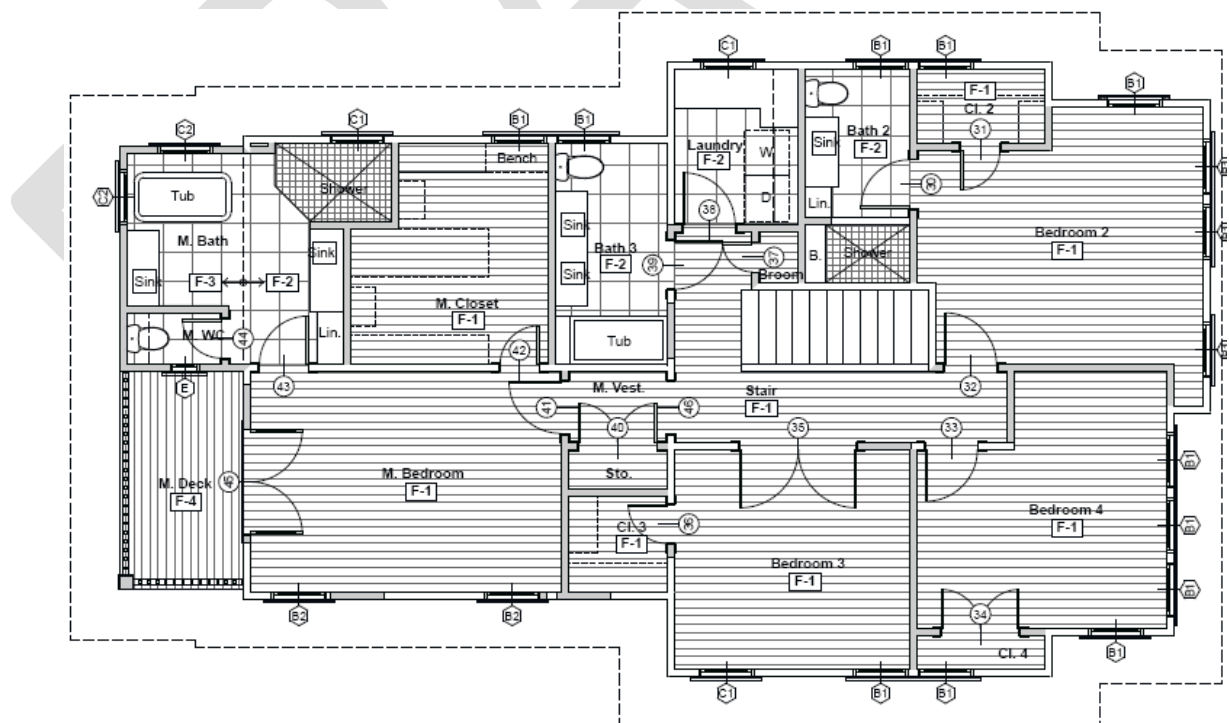 C1
B1
B1
B1
C2
C1
B1
B1
F-1
Cl. 2
31
Bench
Laundry
F-2
W
D
Sink
Bath 2
F-2
30
Lin.
B1
C2
Tub
Shower
M. Bath
Sink
Sink
F-3
F-2
Sink
Sink
Bath 3
F-2
38
39
37
Broom
B.
Shower
Bedroom 2
F-1
B1
M. Closet
F-1
M. WC
44
Lin.
Tub
B1
E
43
42
M. Vest.
41
40
46
Stair
F-1
32
35
33
M. Deck
F-4
45
M. Bedroom
F-1
Sto.
Cl. 3
F-1
36
Bedroom 3
F-1
Bedroom 4
F-1
B1
B1
B1
34
Cl. 4
B2
B2
C1
B1
B1
B1